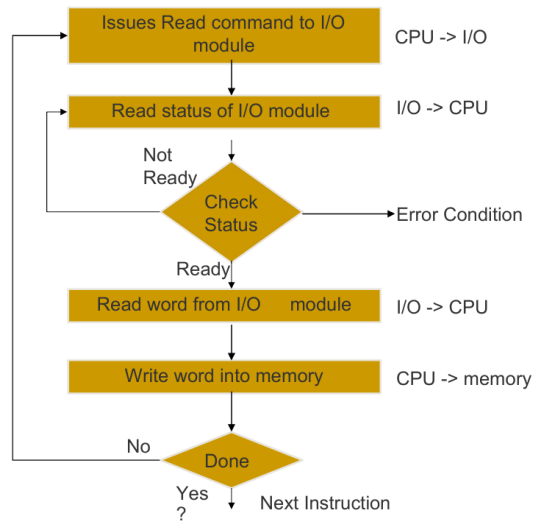 Issues Read command to I/O
module
CPU -> I/O
Read status of I/O module
I/O -> CPU
Not
Ready
Check
Status
Error Condition
Ready
Read word from I/O module
I/O -> CPU
Write word into memory
CPU -> memory
No
Done
Yes
?
Next Instruction